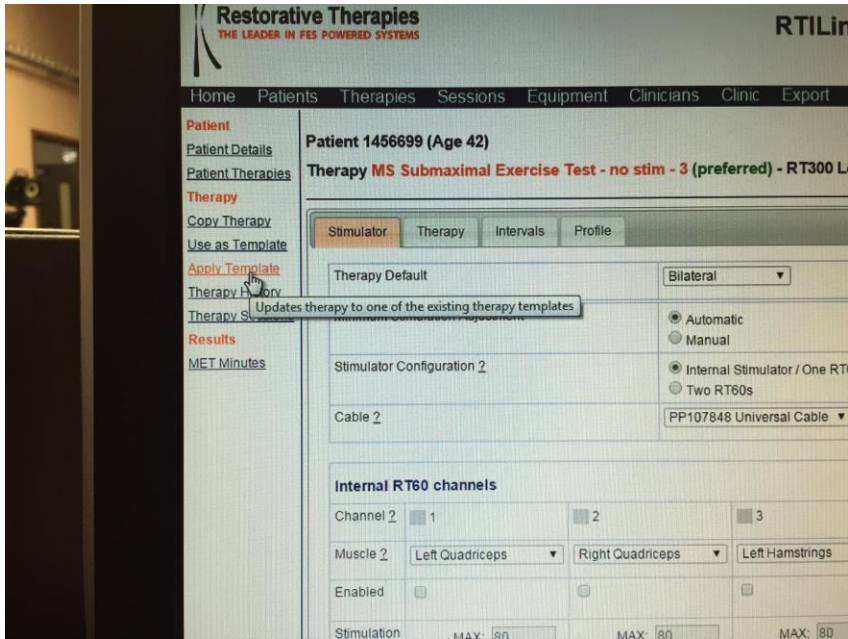 Restorative Therapies
THE LEADER IN FES POWERED SYSTEMS
RTILin
Home Patients Therapies Sessions Equipment Clinicians Clinic Export
Patient
Patient Details
Patient Therapies
Therapy
Copy Therapy
Use as Template
Apply Template
Therapy History
Therapy
Results
MET Minutes
Patient 1456699 (Age 42)
Therapy MS Submaximal Exercise Test - no stim - 3 (preferred) - RT300 L
Stimulator Therapy Intervals Profile
Therapy Default Bilateral
Updates therapy to one of the existing therapy templates
Automatic
Manual
Stimulator Configuration ? Internal Stimulator / One RT
Two RT60s
Cable ? PP107848 Universal Cable
Internal RT60 channels
Channel ? 1 2 3
Muscle ? Left Quadriceps Right Quadriceps Left Hamstrings
Enabled
Stimulation MAX: 80 MAX: 80 MAX: 80